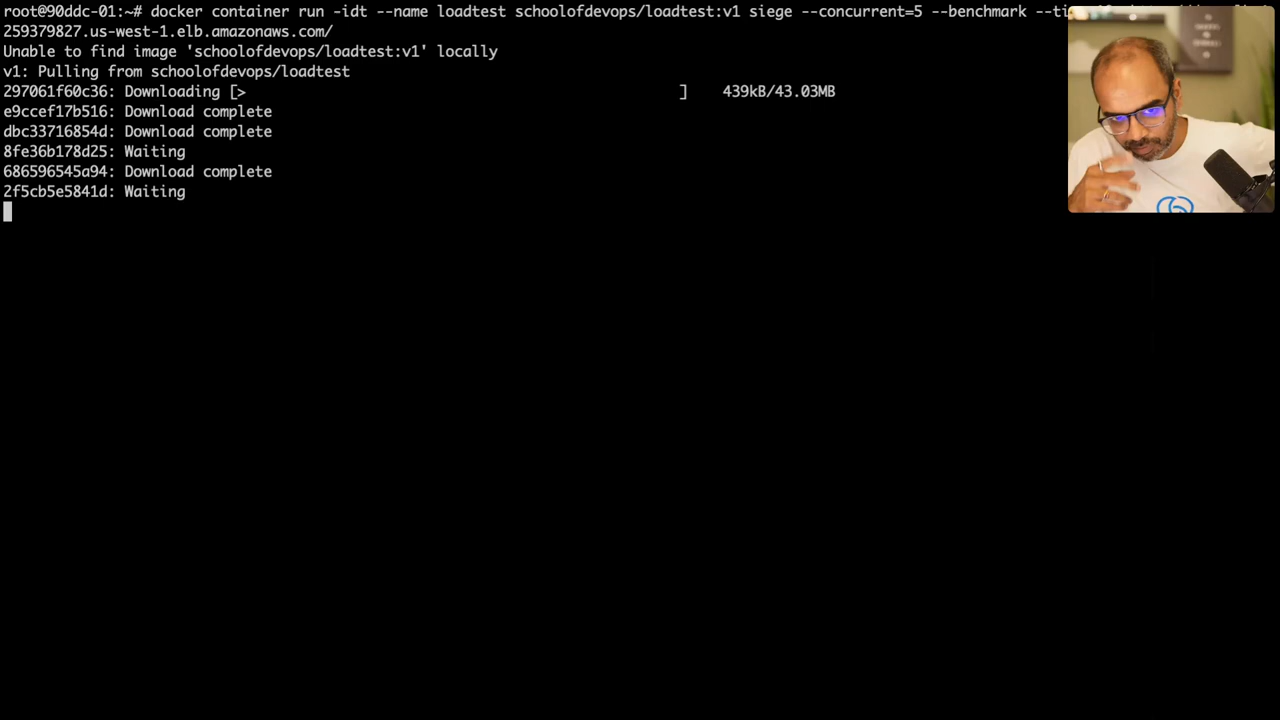 root@90ddc-01:~# docker container run -idt --name loadtest schoolofdevops/loadtest:v1 siege --concurrent=5 --benchmark --ti
259379827.us-west-1.elb.amazonaws.com/
Unable to find image 'schoolofdevops/loadtest:v1' locally
v1: Pulling from schoolofdevops/loadtest
297061f60c36: Downloading [>                                                  ]    439kB/43.03MB
e9ccef17b516: Download complete
dbc33716854d: Download complete
8fe36b178d25: Waiting
686596545a94: Download complete
2f5cb5e5841d: Waiting